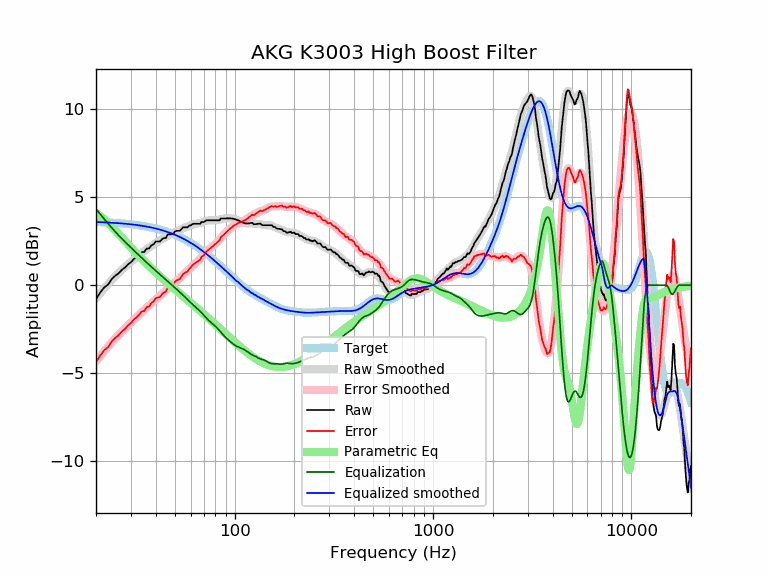 AKG K3003 High Boost Filter
Amplitude (dBr)
10
5
0
−5
−10
Target
Raw Smoothed
Error Smoothed
Raw
Error
Parametric Eq
Equalization
Equalized smoothed
100
1000
10000
Frequency (Hz)